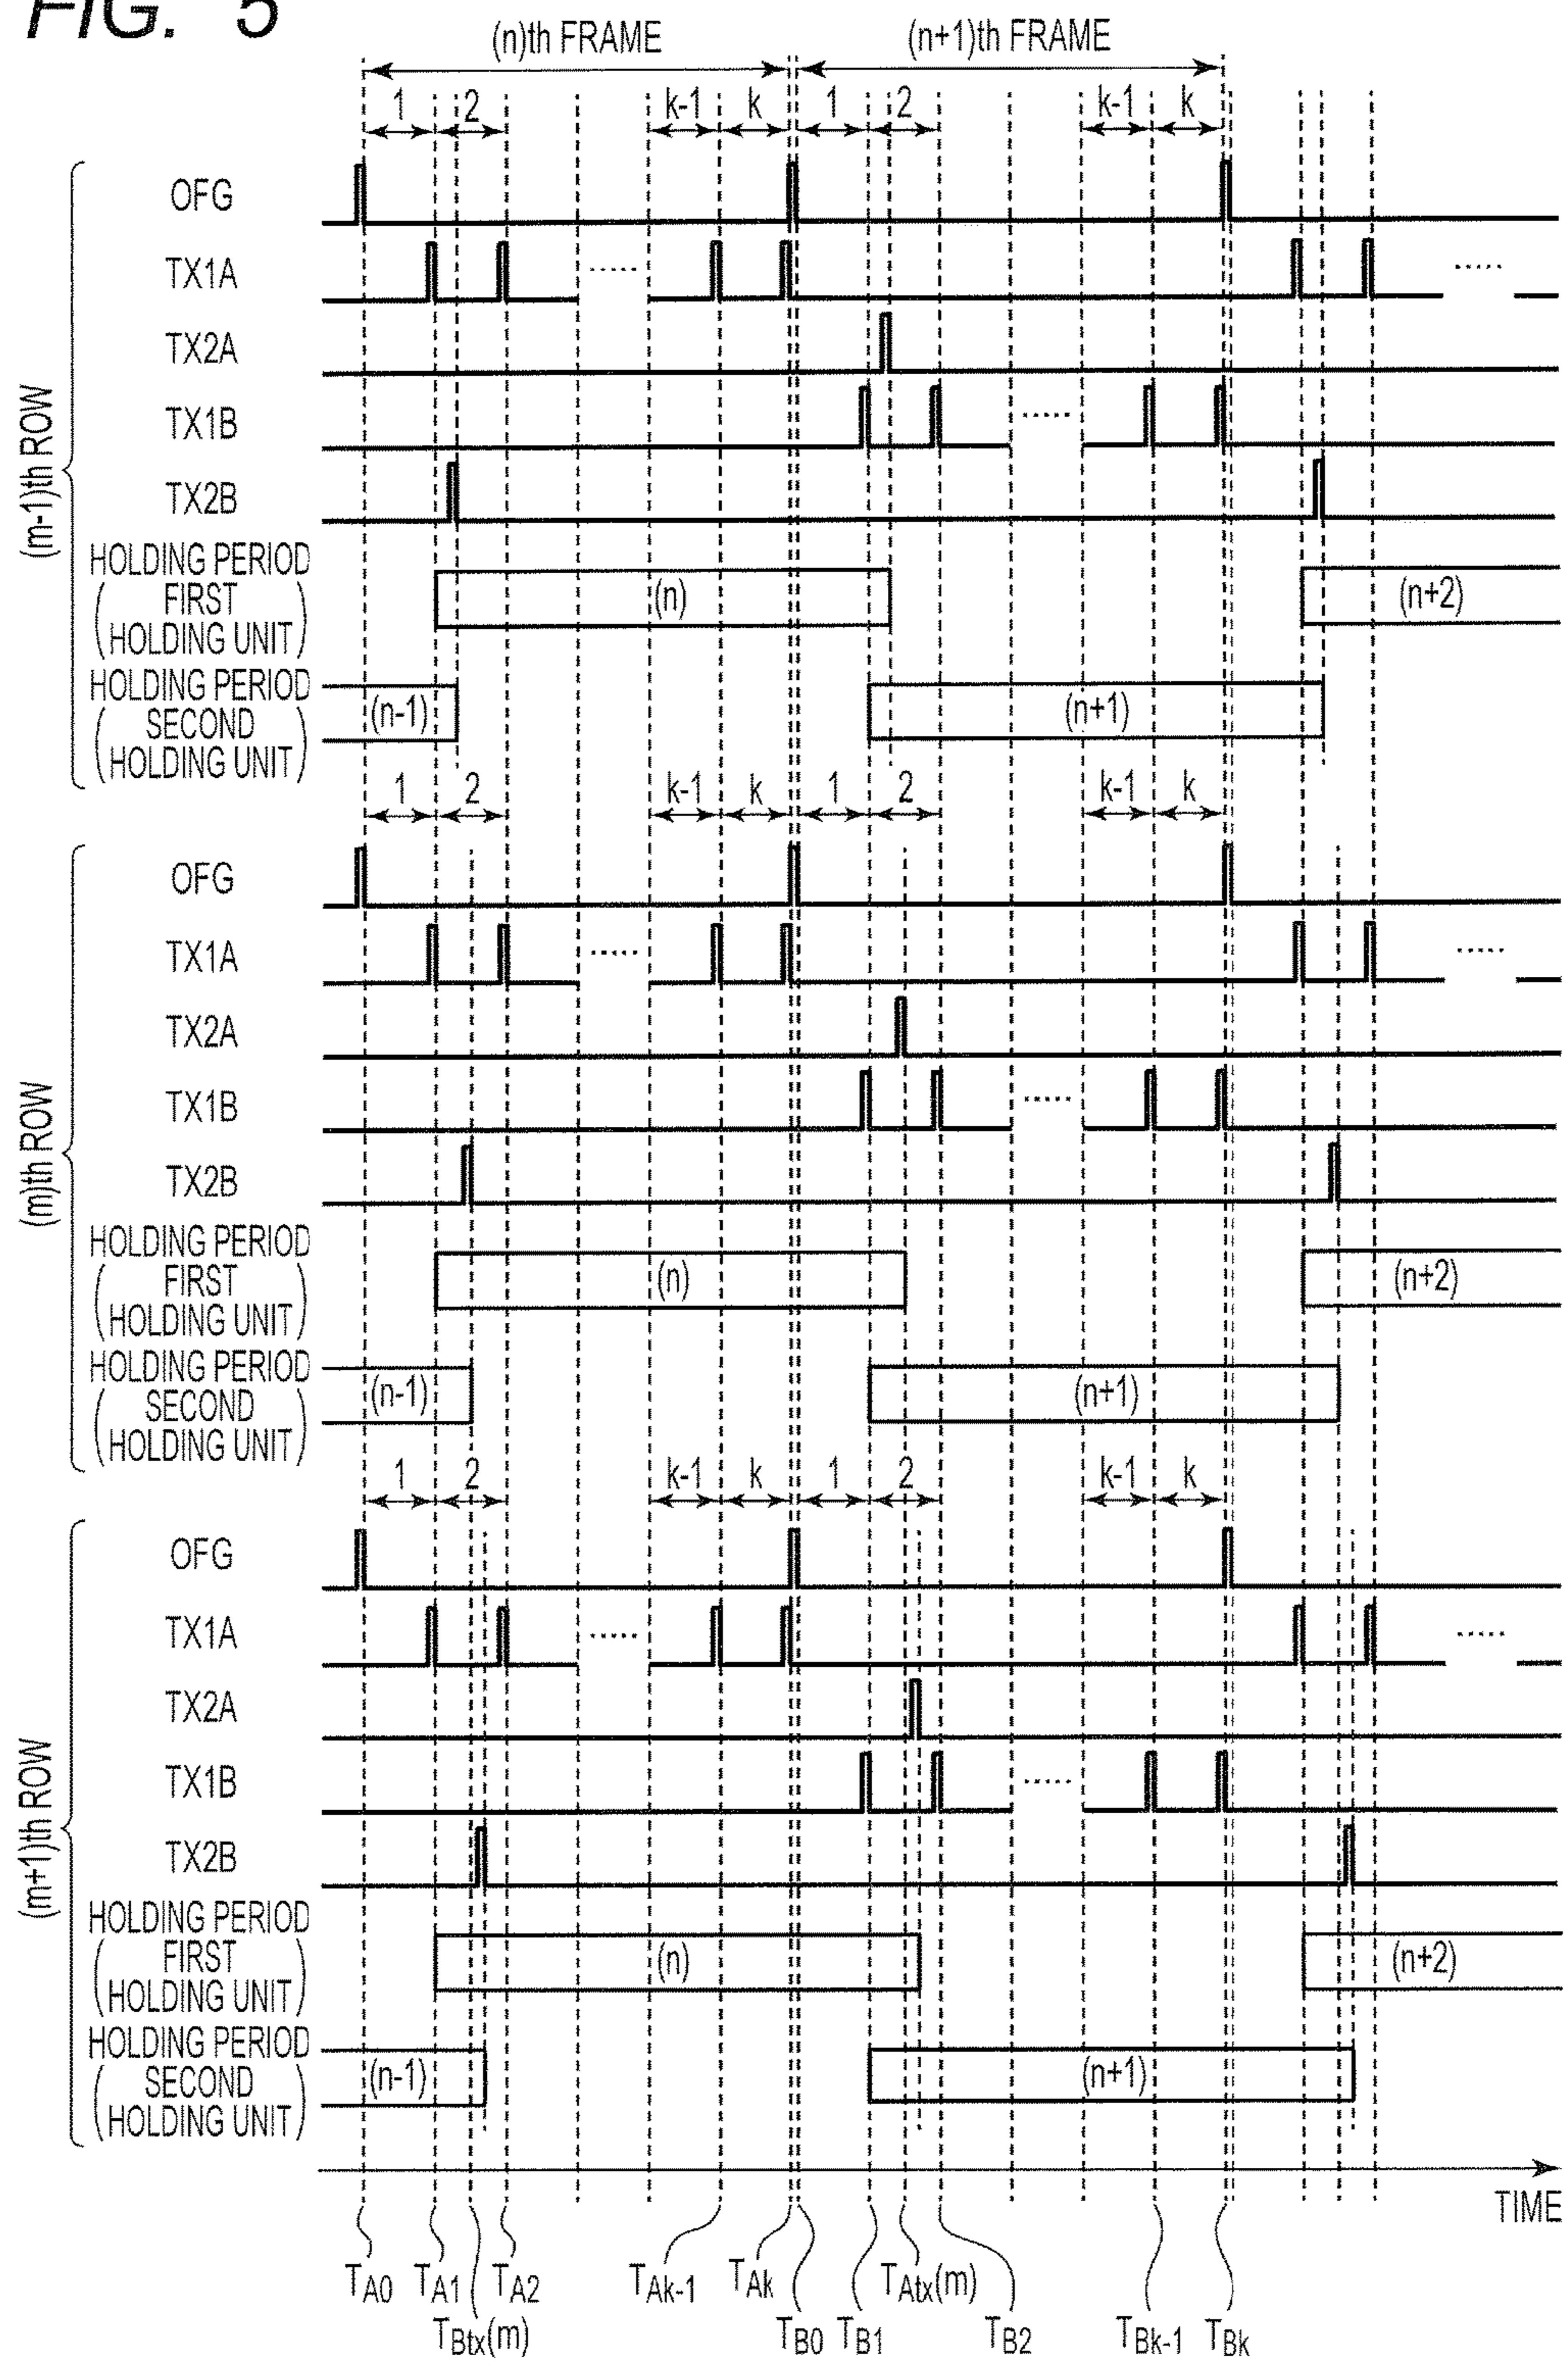 FIG. 5
(n)th FRAME (n+1)th FRAME
1 2 k-1 k 1 2 k-1 k
(m-1)th ROW
OFG
TX1A ...... ......
TX2A
TX1B ......
TX2B
HOLDING PERIOD
(FIRST (n) (n+2)
HOLDING UNIT)
HOLDING PERIOD
(SECOND (n-1) (n+1)
HOLDING UNIT)
1 2 k-1 k 1 2 k-1 k
(m)th ROW
OFG
TX1A ...... ......
TX2A
TX1B ......
TX2B
HOLDING PERIOD
(FIRST (n) (n+2)
HOLDING UNIT)
HOLDING PERIOD
(SECOND (n-1) (n+1)
HOLDING UNIT)
1 2 k-1 k 1 2 k-1 k
(m+1)th ROW
OFG
TX1A ...... ......
TX2A
TX1B ......
TX2B
HOLDING PERIOD
(FIRST (n) (n+2)
HOLDING UNIT)
HOLDING PERIOD
(SECOND (n-1) (n+1)
HOLDING UNIT)
TIME
TA0 TA1 TA2 TAk-1 TAk TAtx(m)
TBtx(m) TB0 TB1 TB2 TBk-1 TBk